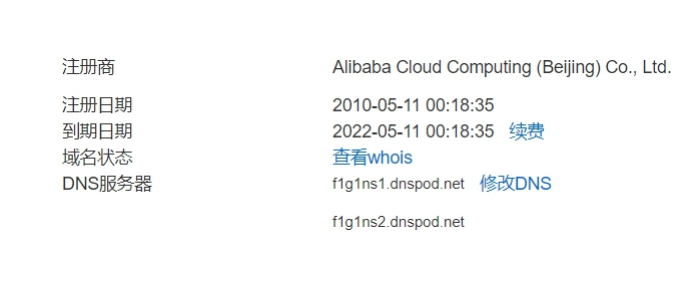 注册商 Alibaba Cloud Computing (Beijing) Co., Ltd.
注册日期 2010-05-11 00:18:35
到期日期 2022-05-11 00:18:35 续费
域名状态 查看whois
DNS服务器 f1g1ns1.dnspod.net 修改DNS
f1g1ns2.dnspod.net